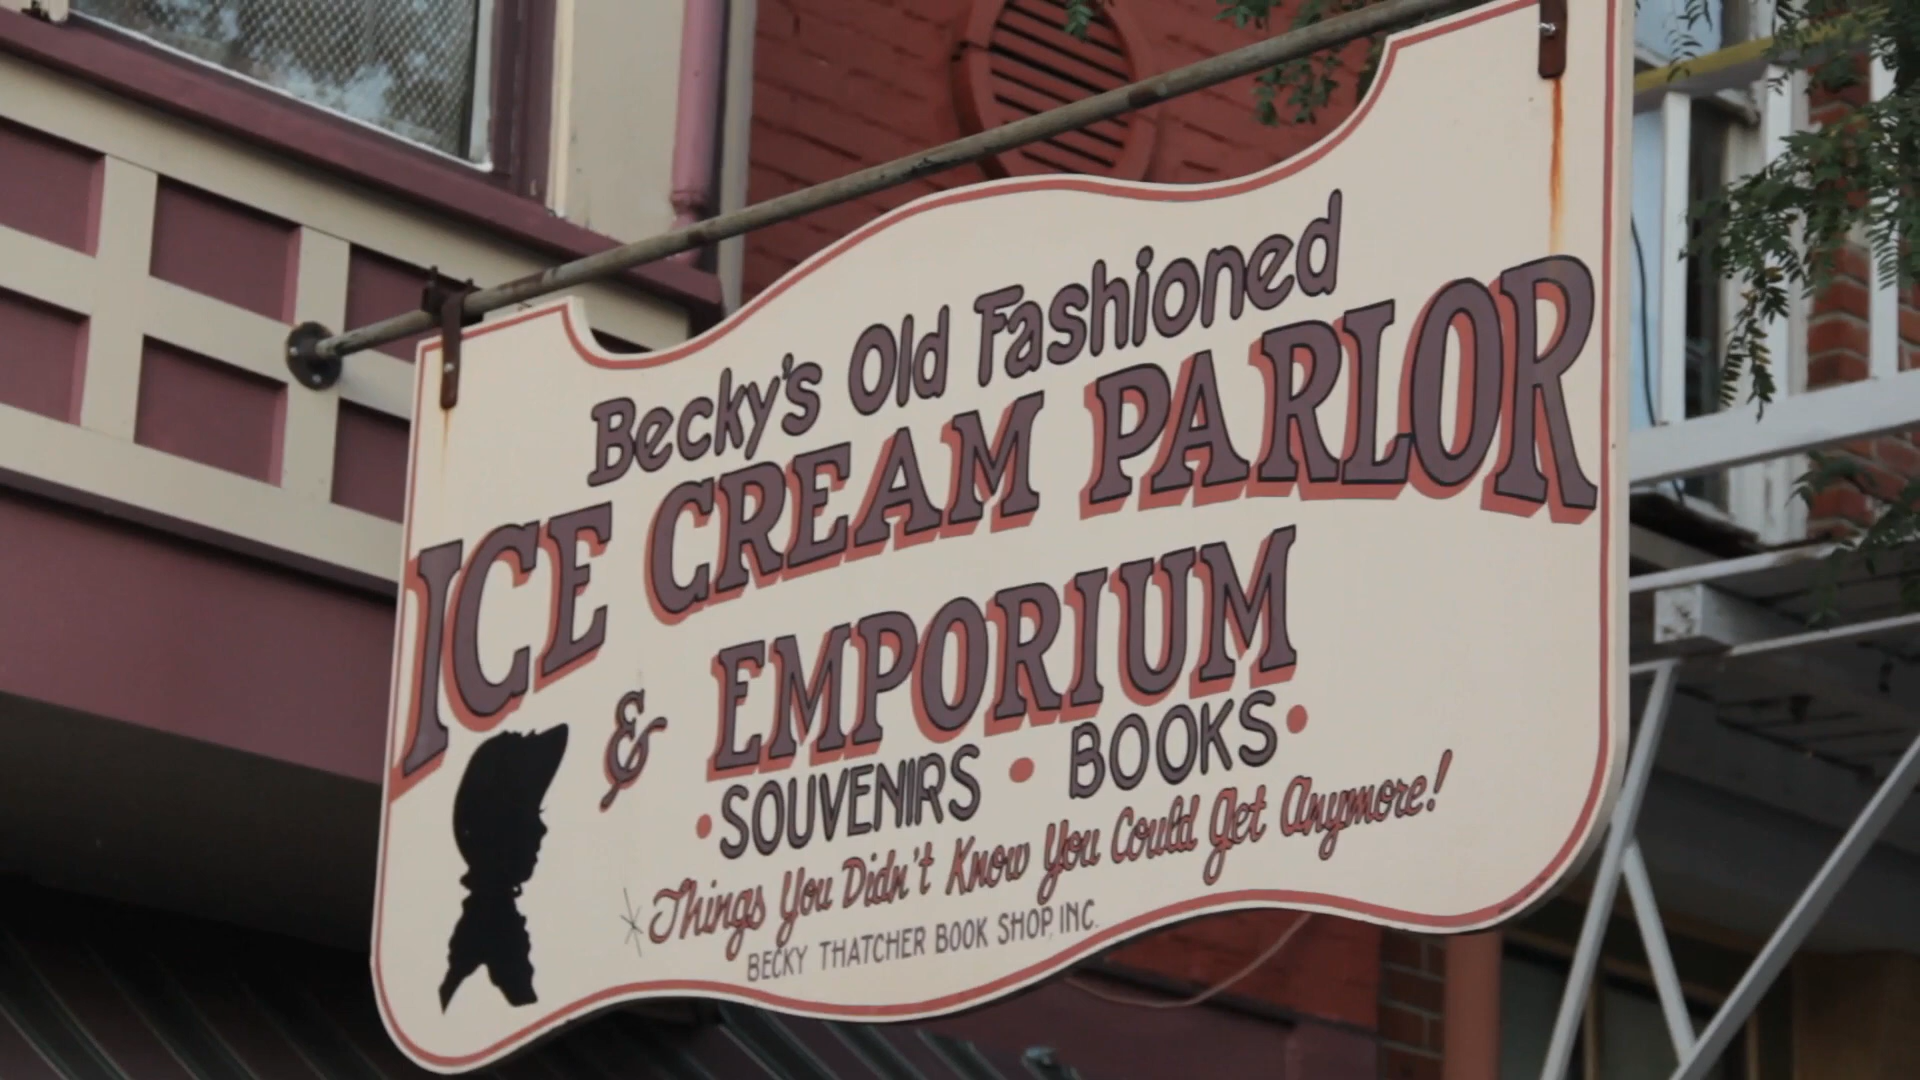 Becky's Old Fashioned
ICE CREAM PARLOR
& EMPORIUM
• SOUVENIRS • BOOKS •
Things You Didn't Know You Could Get Anymore!
BECKY THATCHER BOOK SHOP, INC.